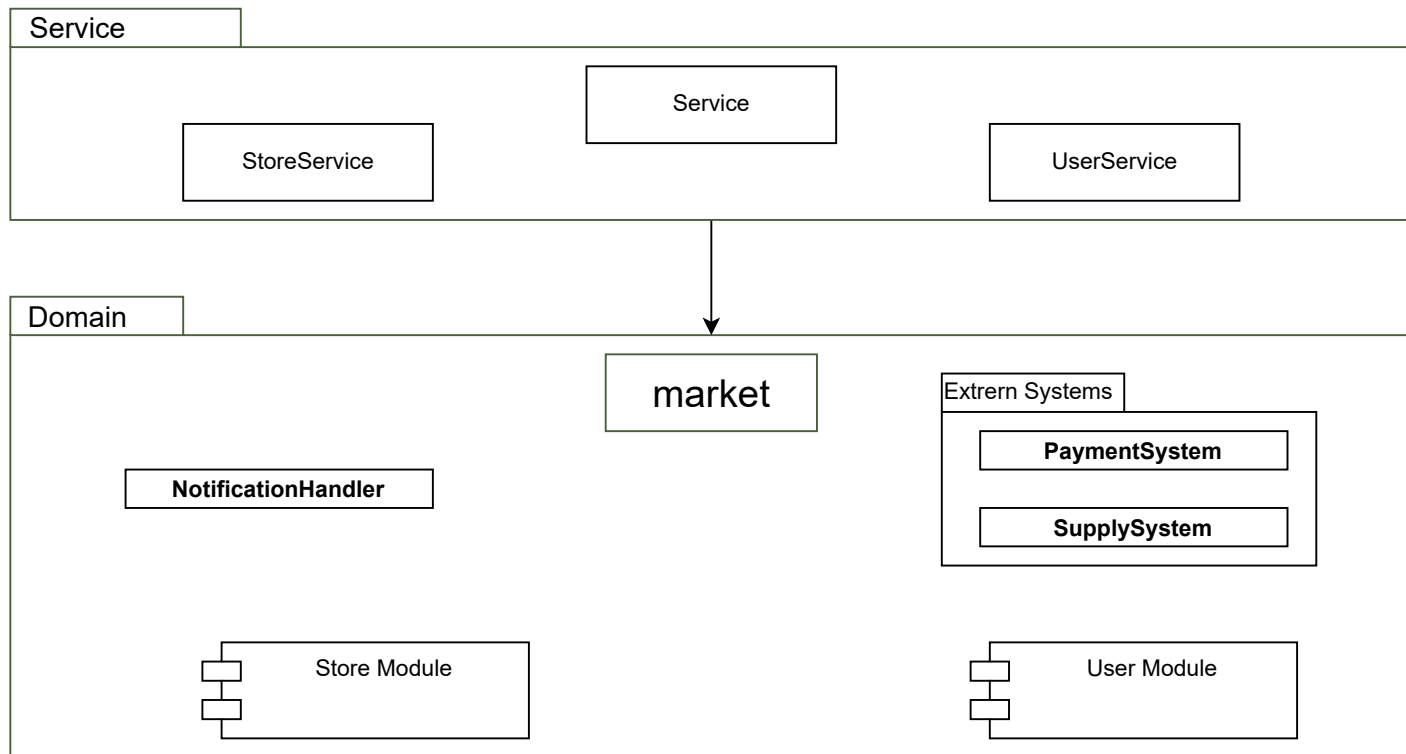 Service
Service
StoreService
UserService
Domain
market
Extrern Systems
PaymentSystem
NotificationHandler
SupplySystem
Store Module
User Module